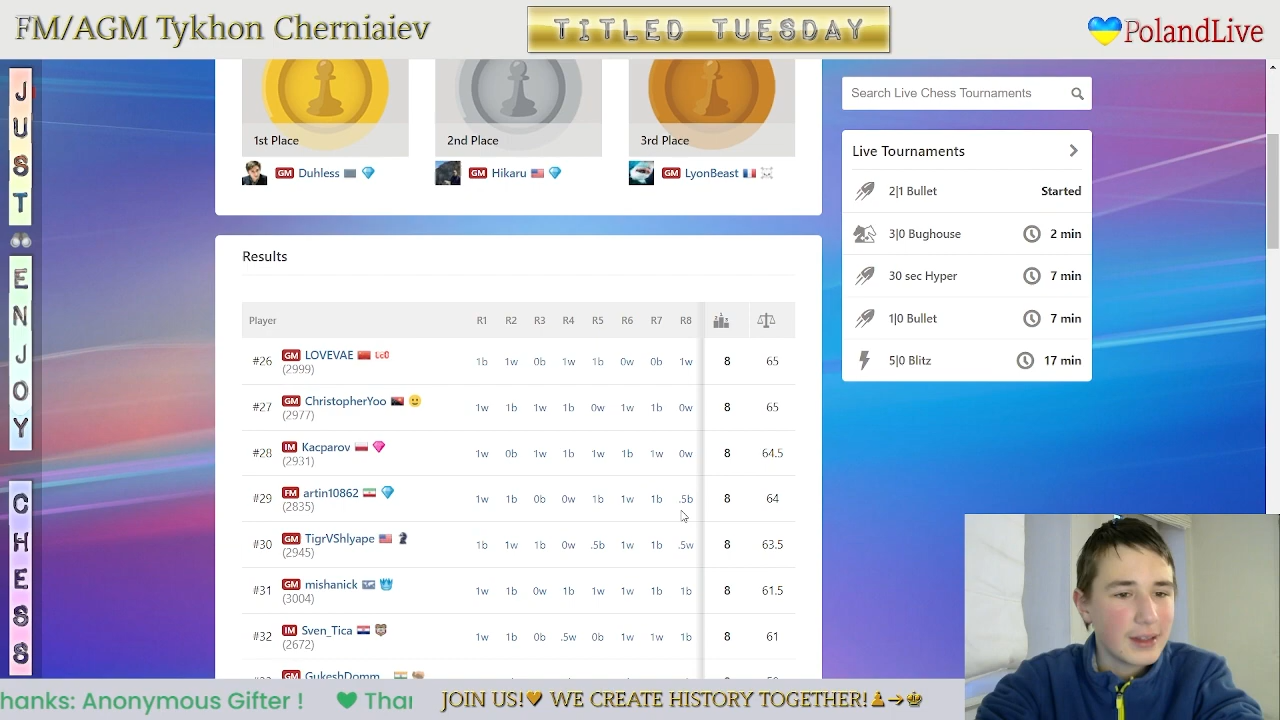 FM/AGM Tykhon Cherniaiev
TITLED TUESDAY
PolandLive
JUST
ENJOY
CHESS
1st Place
2nd Place
3rd Place
GM Duhless
GM Hikaru
GM LyonBeast
Search Live Chess Tournaments
Live Tournaments
2|1 Bullet Started
3|0 Bughouse 2 min
30 sec Hyper 7 min
1|0 Bullet 7 min
5|0 Blitz 17 min
Results
Player R1 R2 R3 R4 R5 R6 R7 R8
#26 GM LOVEVAE Lc0 1b 1w 0b 1w 1b 0w 0b 1w 8 65
(2999)
#27 GM ChristopherYoo 1w 1b 1w 1b 0w 1w 1b 0w 8 65
(2977)
#28 IM Kacparov 1w 0b 1w 1b 1w 1b 1w 0w 8 64.5
(2931)
#29 FM artin10862 1w 1b 0b 0w 1b 1w 1b .5b 8 64
(2835)
#30 GM TigrVShlyape 1b 1w 1b 0w .5b 1w 1b .5w 8 63.5
(2945)
#31 GM mishanick 1w 1b 0w 1b 1w 1w 1b 1b 8 61.5
(3004)
#32 IM Sven_Tica 1w 1b 0b .5w 0b 1w 1w 1b 8 61
(2672)
GM GukeshDomm
hanks: Anonymous Gifter !
JOIN US! WE CREATE HISTORY TOGETHER!